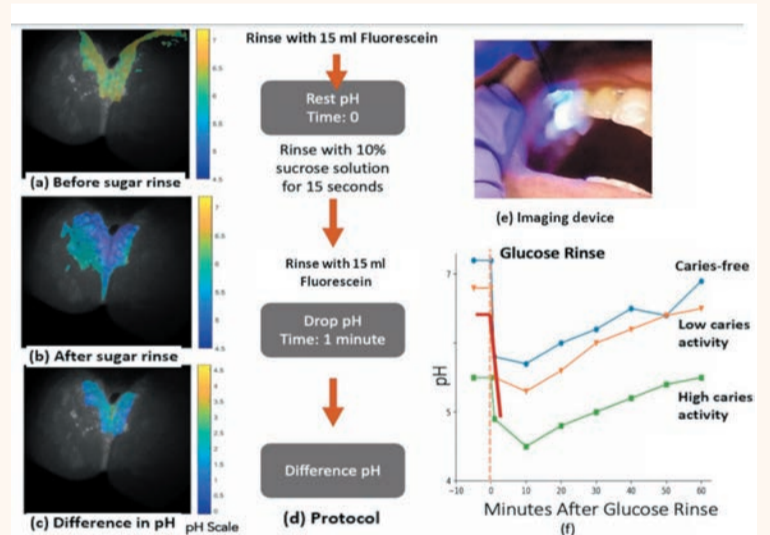 7
6.5
6
5.5
5
4.5
(a) Before sugar rinse
7
6.5
6
5.5
5
4.5
(b) After sugar rinse
4.5
4
3.5
3
2.5
2
1.5
1
0.5
0
(c) Difference in pH
pH Scale
Rinse with 15 ml Fluorescein
Rest pH
Time: 0
Rinse with 10%
sucrose solution
for 15 seconds
Rinse with 15 ml
Fluorescein
Drop pH
Time: 1 minute
Difference pH
(d) Protocol
(e) Imaging device
Glucose Rinse
Caries-free
Low caries
activity
High caries
activity
pH
7
5
4
-10
0
10
20
30
40
50
60
Minutes After Glucose Rinse
(f)